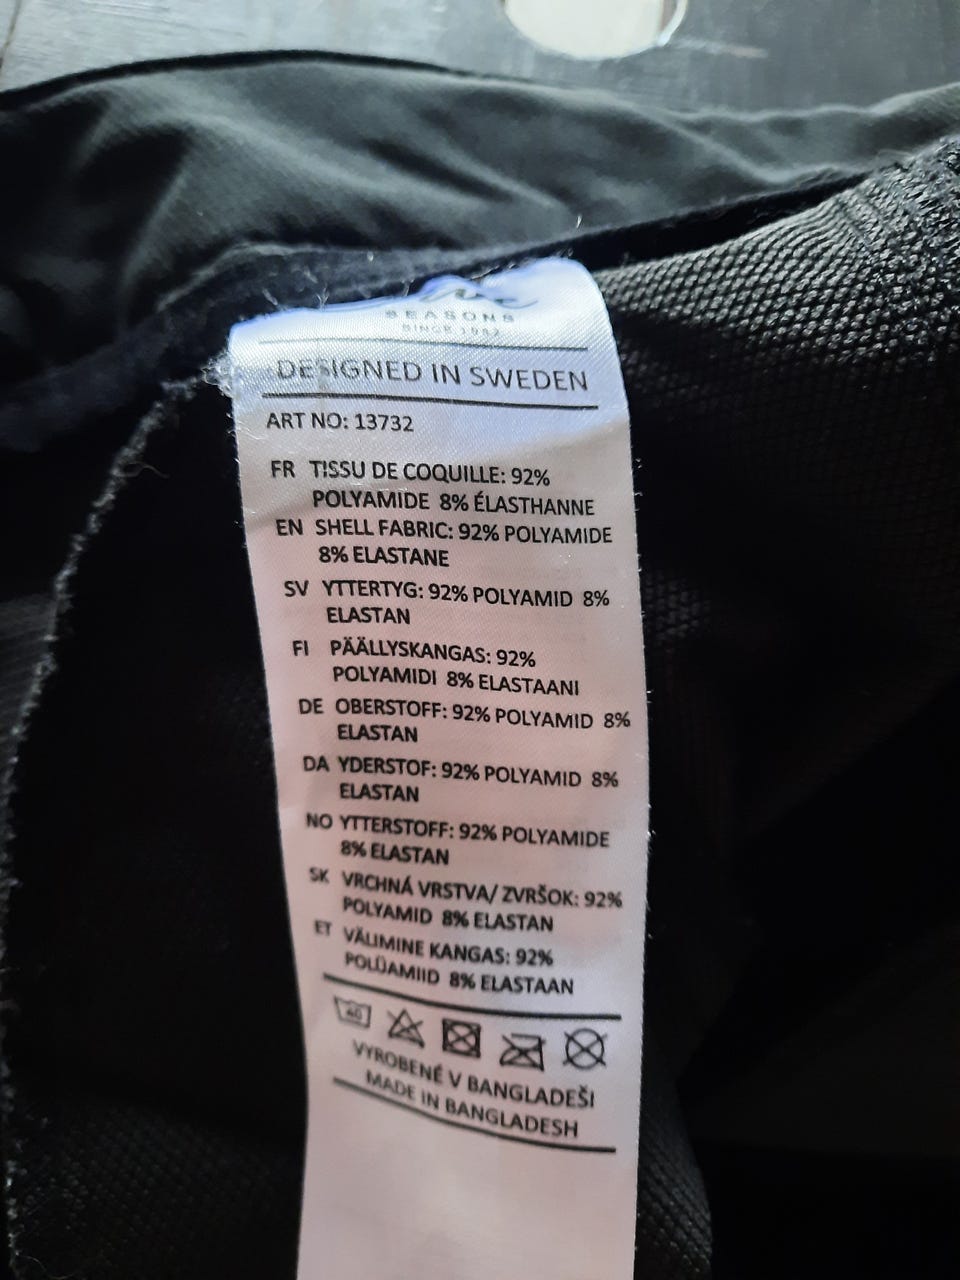 SEASONS
SINCE 1982
DESIGNED IN SWEDEN
ART NO: 13732
FR TISSU DE COQUILLE: 92%
POLYAMIDE 8% ÉLASTHANNE
EN SHELL FABRIC: 92% POLYAMIDE
8% ELASTANE
SV YTTERTYG: 92% POLYAMID 8%
ELASTAN
FI PÄÄLLYSKANGAS: 92%
POLYAMIDI 8% ELASTAANI
DE OBERSTOFF: 92% POLYAMID 8%
ELASTAN
DA YDERSTOF: 92% POLYAMID 8%
ELASTAN
NO YTTERSTOFF: 92% POLYAMIDE
8% ELASTAN
SK VRCHNÁ VRSTVA/ ZVRŠOK: 92%
POLYAMID 8% ELASTAN
ET VÄLIMINE KANGAS: 92%
POLÜAMIID 8% ELASTAAN
40
VYROBENÉ V BANGLADEŠI
MADE IN BANGLADESH